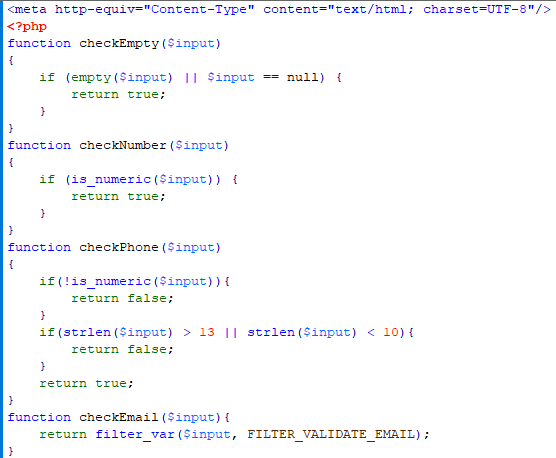 <meta http-equiv="Content-Type" content="text/html; charset=UTF-8"/>
<?php
function checkEmpty($input)
{
    if (empty($input) || $input == null) {
        return true;
    }
}
function checkNumber($input)
{
    if (is_numeric($input)) {
        return true;
    }
}
function checkPhone($input)
{
    if(!is_numeric($input)){
        return false;
    }
    if(strlen($input) > 13 || strlen($input) < 10){
        return false;
    }
    return true;
}
function checkEmail($input){
    return filter_var($input, FILTER_VALIDATE_EMAIL);
}